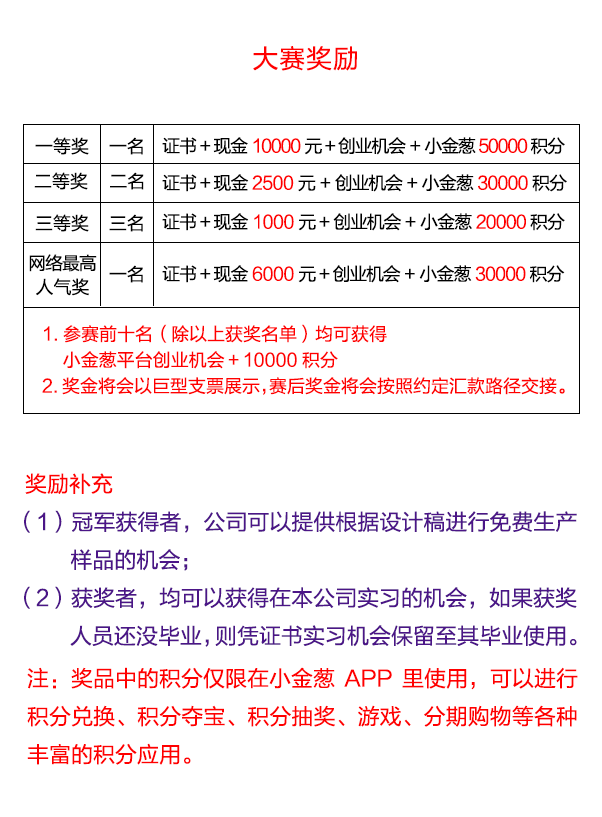 大赛奖励
一等奖 一名 证书+现金 10000 元+创业机会 + 小金葱 50000 积分
二等奖 二名 证书+现金 2500 元 + 创业机会 + 小金葱 30000 积分
三等奖 三名 证书+现金 1000 元+创业机会 + 小金葱 20000 积分
网络最高
人气奖 一名 证书+现金 6000 元+创业机会 + 小金葱 30000 积分
1. 参赛前十名（除以上获奖名单）均可获得
小金葱平台创业机会+10000 积分
2. 奖金将会以巨型支票展示，赛后奖金将会按照约定汇款路径交接。
奖励补充
（1）冠军获得者，公司可以提供根据设计稿进行免费生产
样品的机会；
（2）获奖者，均可以获得在本公司实习的机会，如果获奖
人员还没毕业，则凭证书实习机会保留至其毕业使用。
注：奖品中的积分仅限在小金葱 APP 里使用，可以进行
积分兑换、积分夺宝、积分抽奖、游戏、分期购物等各种
丰富的积分应用。